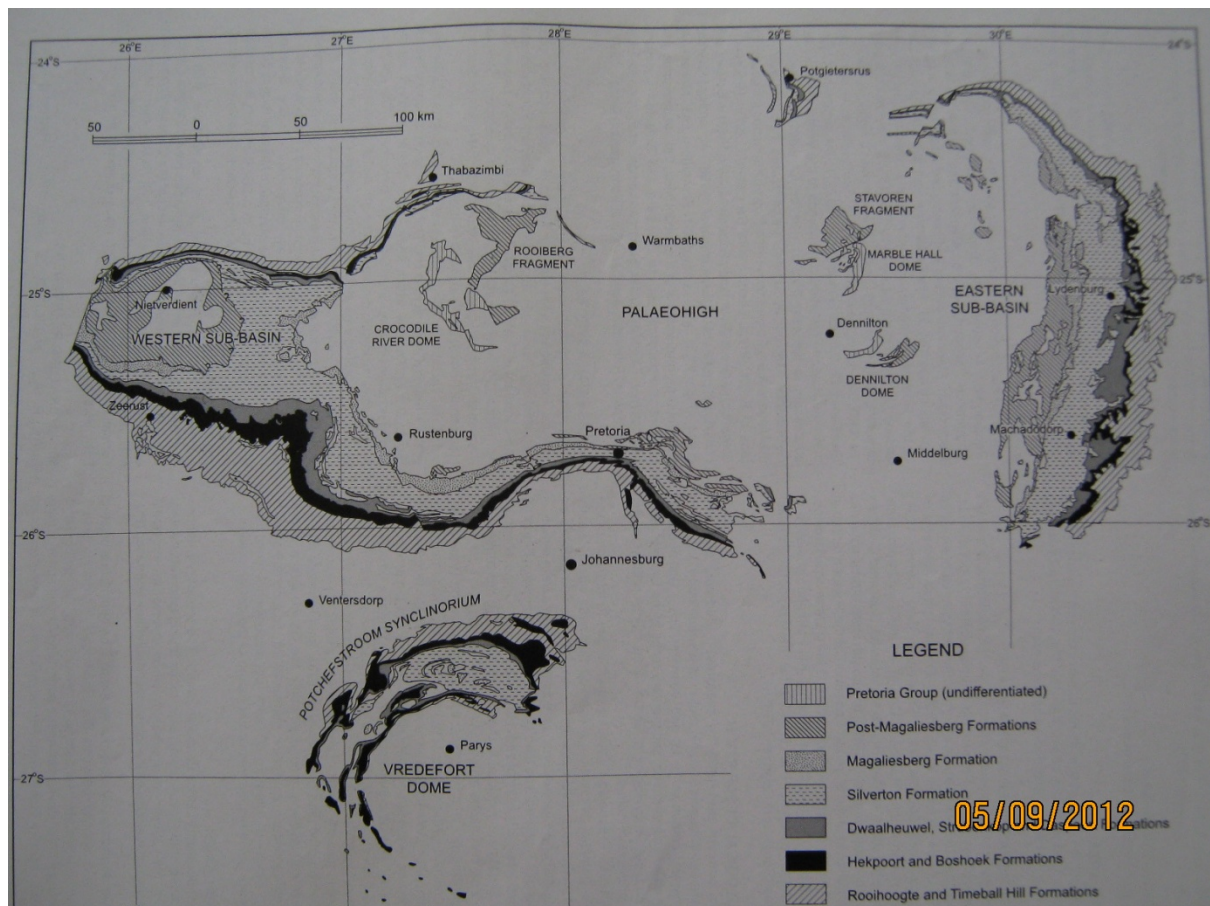 26°E
27°E
28°E
29°E
30°E
24°S
24°S
Potgietersrus
50
0
50
100 km
Thabazimbi
STAVOREN
FRAGMENT
ROOIBERG
FRAGMENT
Warmbaths
MARBLE HALL
DOME
25°S
25°S
EASTERN
SUB-BASIN
Lydenburg
Nietverdient
PALAEOHIGH
CROCODILE
RIVER DOME
Dennilton
WESTERN SUB-BASIN
DENNILTON
DOME
Zeerust
Rustenburg
Pretoria
Machadodorp
Middelburg
26°S
26°S
Johannesburg
Ventersdorp
POTCHEFSTROOM SYNCLINORIUM
Parys
27°S
VREDEFORT
DOME
LEGEND
Pretoria Group (undifferentiated)
Post-Magaliesberg Formations
Magaliesberg Formation
Silverton Formation
05/09/2012
Dwaalheuwel, Formations
Hekpoort and Boshoek Formations
Rooihoogte and Timeball Hill Formations